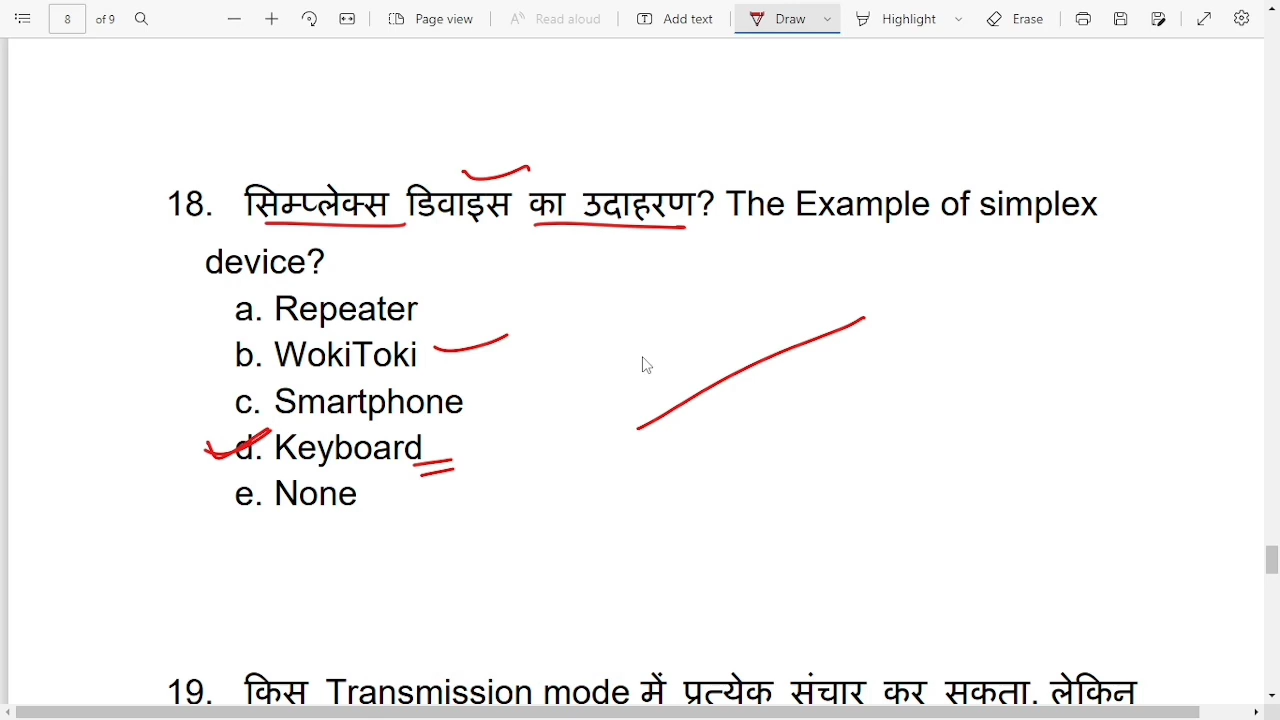 8 of 9 Page view Read aloud Add text Draw Highlight Erase
18. सिम्प्लेक्स डिवाइस का उदाहरण? The Example of simplex
device?
a. Repeater
b. WokiToki
c. Smartphone
d. Keyboard
e. None
19. किस Transmission mode में प्रत्येक संचार कर सकता, लेकिन